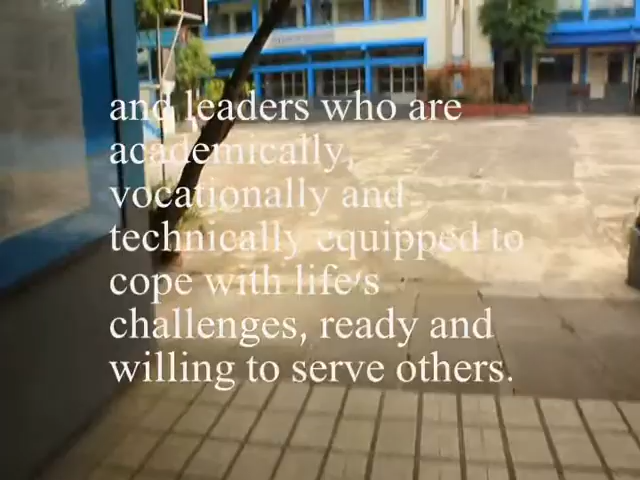 and leaders who are
academically,
vocationally and
technically equipped to
cope with life's
challenges, ready and
willing to serve others.